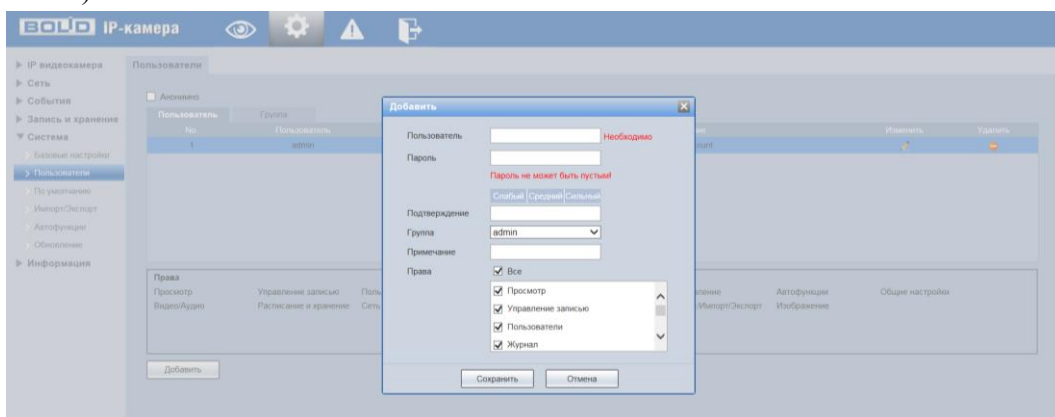 )
BOLID IP-камера
IP видеокамера
Сеть
События
Запись и хранение
Система
Базовые настройки
Пользователи
По умолчанию
Импорт/Экспорт
Автофункции
Обновление
Информация
Пользователи
Анонимно
Пользователь Группа
No. Пользователь Изменить Удалить
1 admin
Добавить
Пользователь Необходимо
Пароль
Пароль не может быть пустым!
Слабый Средний Сильный
Подтверждение
Группа admin
Примечание
Права Все
Просмотр
Управление записью
Пользователи
Журнал
Сохранить Отмена
Права
Просмотр Управление записью Автофункции Общие настройки
Видео/Аудио Расписание и хранение Сеть Импорт/Экспорт Изображение
Добавить